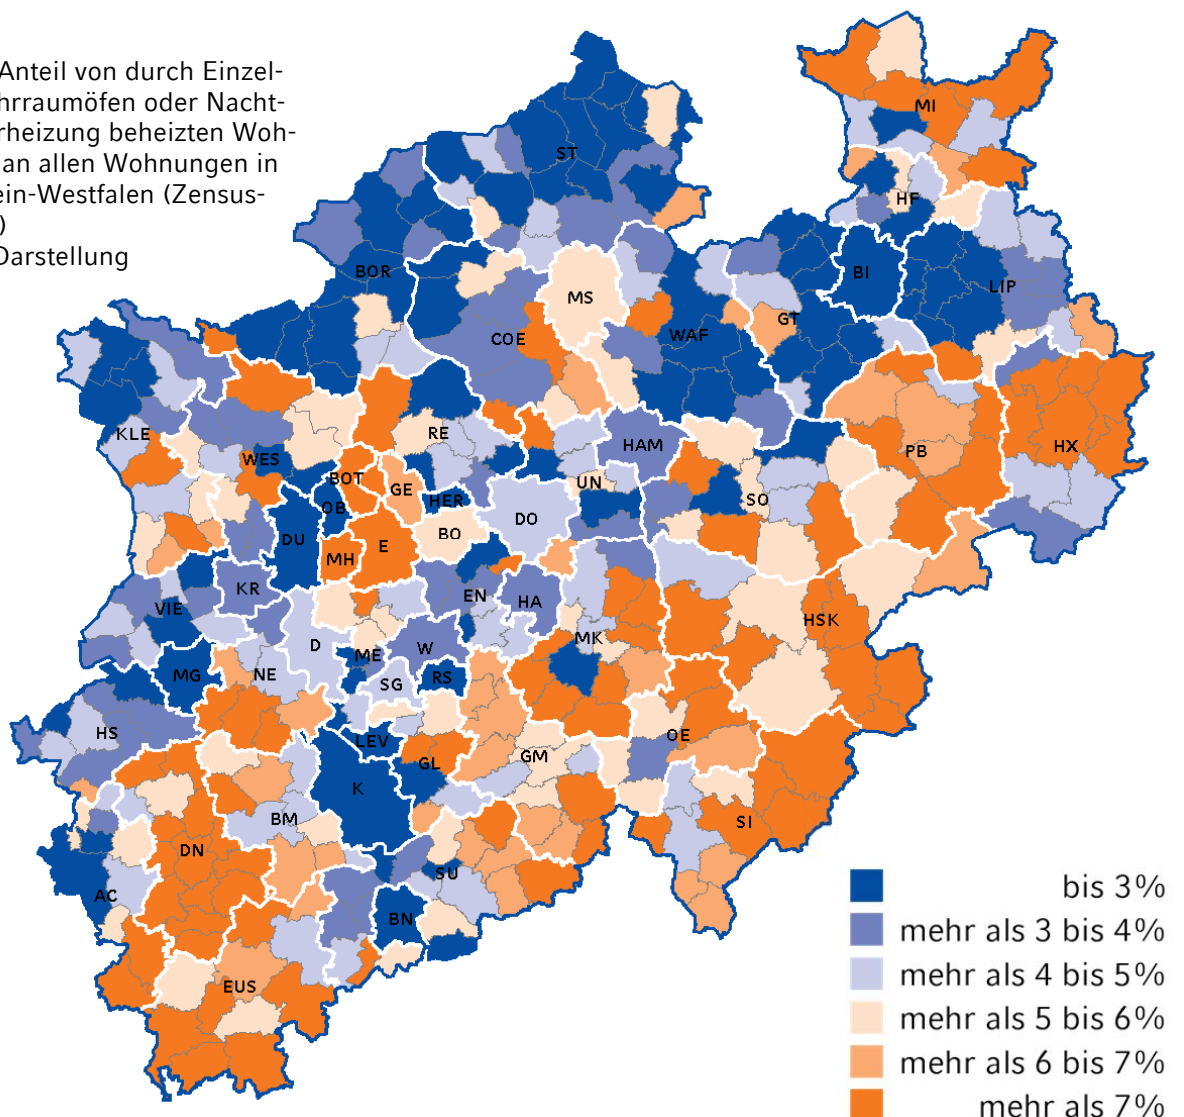 Anteil von durch Einzel-
hrraumöfen oder Nacht-
rheizung beheizten Woh-
an allen Wohnungen in
ein-Westfalen (Zensus-
)
Darstellung
MI
ST
HF
BOR
BI
LIP
MS
GT
COE
WAF
KLE
RE
HAM
HX
PB
WES
BOT
GE
UN
SO
OB
HER
DO
DU
BO
E
MH
KR
EN
HA
VIE
HSK
MK
D
W
ME
NE
MG
SG
RS
HS
OE
LEV
GM
GL
K
BM
SI
DN
SU
AC
BN
EUS
bis 3%
mehr als 3 bis 4%
mehr als 4 bis 5%
mehr als 5 bis 6%
mehr als 6 bis 7%
mehr als 7%